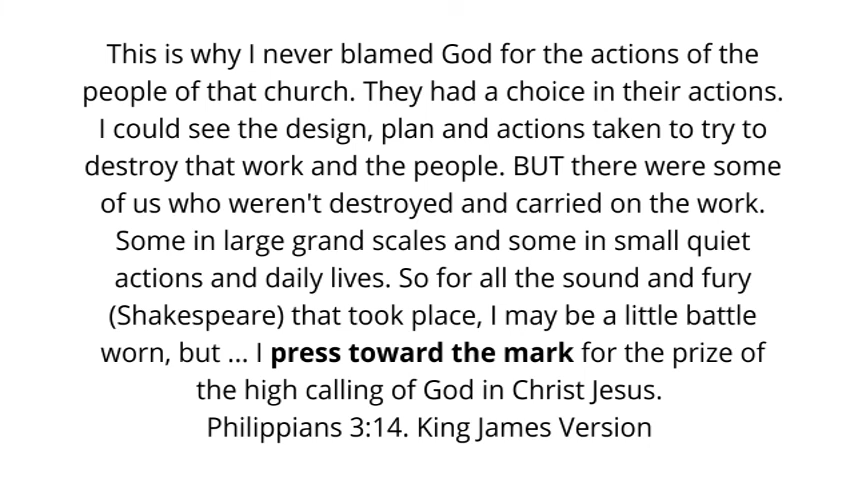 This is why I never blamed God for the actions of the
people of that church. They had a choice in their actions.
I could see the design, plan and actions taken to try to
destroy that work and the people. BUT there were some
of us who weren't destroyed and carried on the work.
Some in large grand scales and some in small quiet
actions and daily lives. So for all the sound and fury
(Shakespeare) that took place, I may be a little battle
worn, but ... I press toward the mark for the prize of
the high calling of God in Christ Jesus.
Philippians 3:14. King James Version